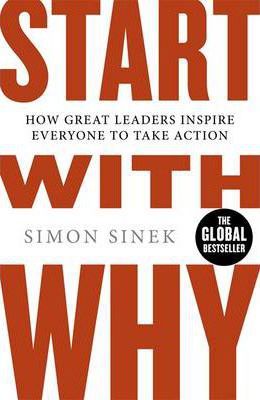 START
HOW GREAT LEADERS INSPIRE
EVERYONE TO TAKE ACTION
WITH
SIMON SINEK
THE
GLOBAL
BESTSELLER
WHY